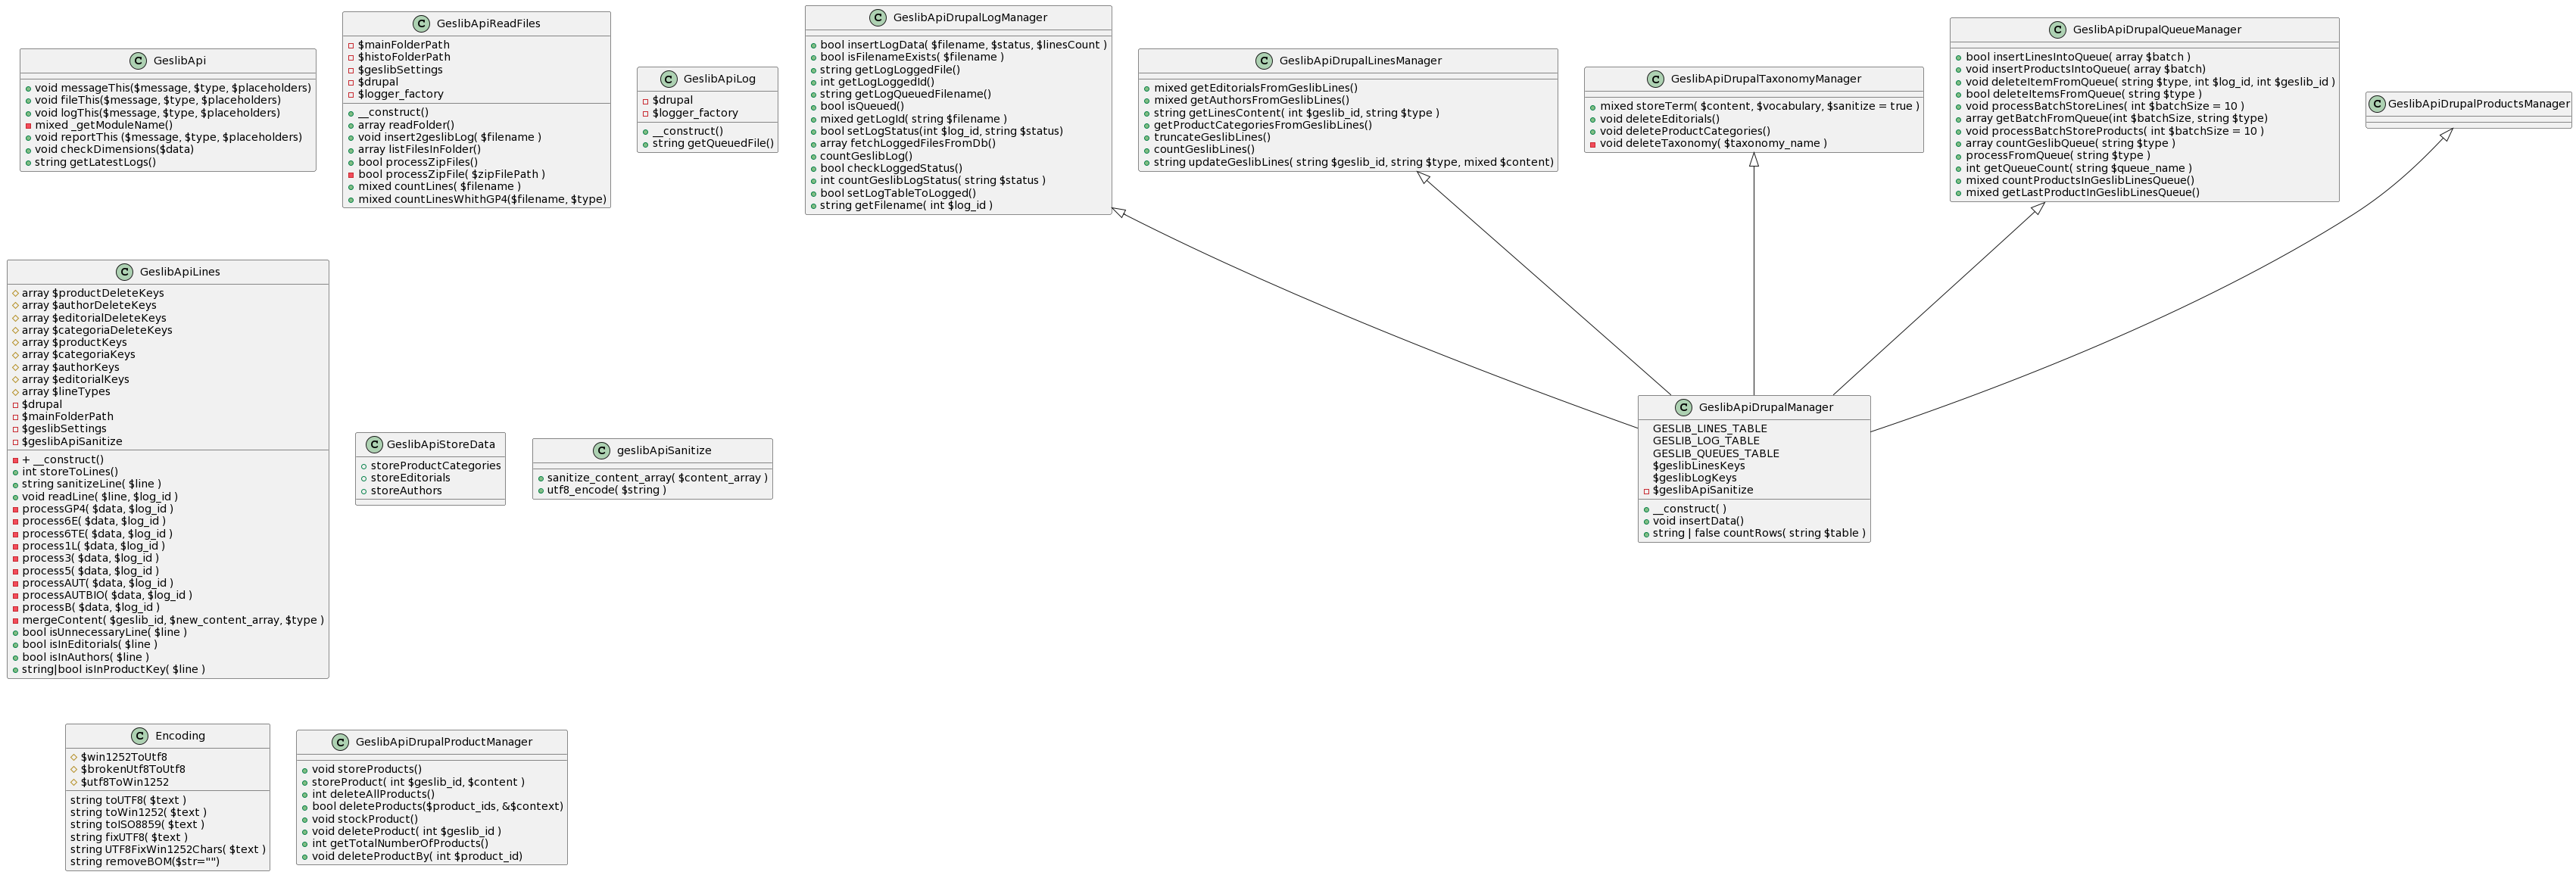 GeslibApi
void messageThis($message, $type, $placeholders)
void fileThis($message, $type, $placeholders)
void logThis($message, $type, $placeholders)
mixed _getModuleName()
void reportThis ($message, $type, $placeholders)
void checkDimensions($data)
string getLatestLogs()
GeslibApiReadFiles
$mainFolderPath
$histoFolderPath
$geslibSettings
$drupal
$logger_factory
__construct()
array readFolder()
void insert2geslibLog( $filename )
array listFilesInFolder()
bool processZipFiles()
bool processZipFile( $zipFilePath )
mixed countLines( $filename )
mixed countLinesWhithGP4($filename, $type)
GeslibApiLog
$drupal
$logger_factory
__construct()
string getQueuedFile()
GeslibApiDrupalLogManager
bool insertLogData( $filename, $status, $linesCount )
bool isFilenameExists( $filename )
string getLogLoggedFile()
int getLogLoggedId()
string getLogQueuedFilename()
bool isQueued()
mixed getLogId( string $filename )
bool setLogStatus(int $log_id, string $status)
array fetchLoggedFilesFromDb()
countGeslibLog()
bool checkLoggedStatus()
int countGeslibLogStatus( string $status )
bool setLogTableToLogged()
string getFilename( int $log_id )
GeslibApiDrupalLinesManager
mixed getEditorialsFromGeslibLines()
mixed getAuthorsFromGeslibLines()
string getLinesContent( int $geslib_id, string $type )
getProductCategoriesFromGeslibLines()
truncateGeslibLines()
countGeslibLines()
string updateGeslibLines( string $geslib_id, string $type, mixed $content)
GeslibApiDrupalTaxonomyManager
mixed storeTerm( $content, $vocabulary, $sanitize = true )
void deleteEditorials()
void deleteProductCategories()
void deleteTaxonomy( $taxonomy_name )
GeslibApiDrupalQueueManager
bool insertLinesIntoQueue( array $batch )
void insertProductsIntoQueue( array $batch)
void deleteItemFromQueue( string $type, int $log_id, int $geslib_id )
bool deleteItemsFromQueue( string $type )
void processBatchStoreLines( int $batchSize = 10 )
array getBatchFromQueue(int $batchSize, string $type)
void processBatchStoreProducts( int $batchSize = 10 )
array countGeslibQueue( string $type )
processFromQueue( string $type )
int getQueueCount( string $queue_name )
mixed countProductsInGeslibLinesQueue()
mixed getLastProductInGeslibLinesQueue()
GeslibApiDrupalProductsManager
GeslibApiLines
array $productDeleteKeys
array $authorDeleteKeys
array $editorialDeleteKeys
array $categoriaDeleteKeys
array $productKeys
array $categoriaKeys
array $authorKeys
array $editorialKeys
array $lineTypes
$drupal
$mainFolderPath
$geslibSettings
$geslibApiSanitize
+ __construct()
int storeToLines()
string sanitizeLine( $line )
void readLine( $line, $log_id )
processGP4( $data, $log_id )
process6E( $data, $log_id )
process6TE( $data, $log_id )
process1L( $data, $log_id )
process3( $data, $log_id )
process5( $data, $log_id )
processAUT( $data, $log_id )
processAUTBIO( $data, $log_id )
processB( $data, $log_id )
mergeContent( $geslib_id, $new_content_array, $type )
bool isUnnecessaryLine( $line )
bool isInEditorials( $line )
bool isInAuthors( $line )
string|bool isInProductKey( $line )
GeslibApiStoreData
storeProductCategories
storeEditorials
storeAuthors
geslibApiSanitize
sanitize_content_array( $content_array )
utf8_encode( $string )
GeslibApiDrupalManager
GESLIB_LINES_TABLE
GESLIB_LOG_TABLE
GESLIB_QUEUES_TABLE
$geslibLinesKeys
$geslibLogKeys
$geslibApiSanitize
__construct( )
void insertData()
string | false countRows( string $table )
Encoding
$win1252ToUtf8
$brokenUtf8ToUtf8
$utf8ToWin1252
string toUTF8( $text )
string toWin1252( $text )
string toISO8859( $text )
string fixUTF8( $text )
string UTF8FixWin1252Chars( $text )
string removeBOM($str="")
GeslibApiDrupalProductManager
void storeProducts()
storeProduct( int $geslib_id, $content )
int deleteAllProducts()
bool deleteProducts($product_ids, &$context)
void stockProduct()
void deleteProduct( int $geslib_id )
int getTotalNumberOfProducts()
void deleteProductBy( int $product_id)